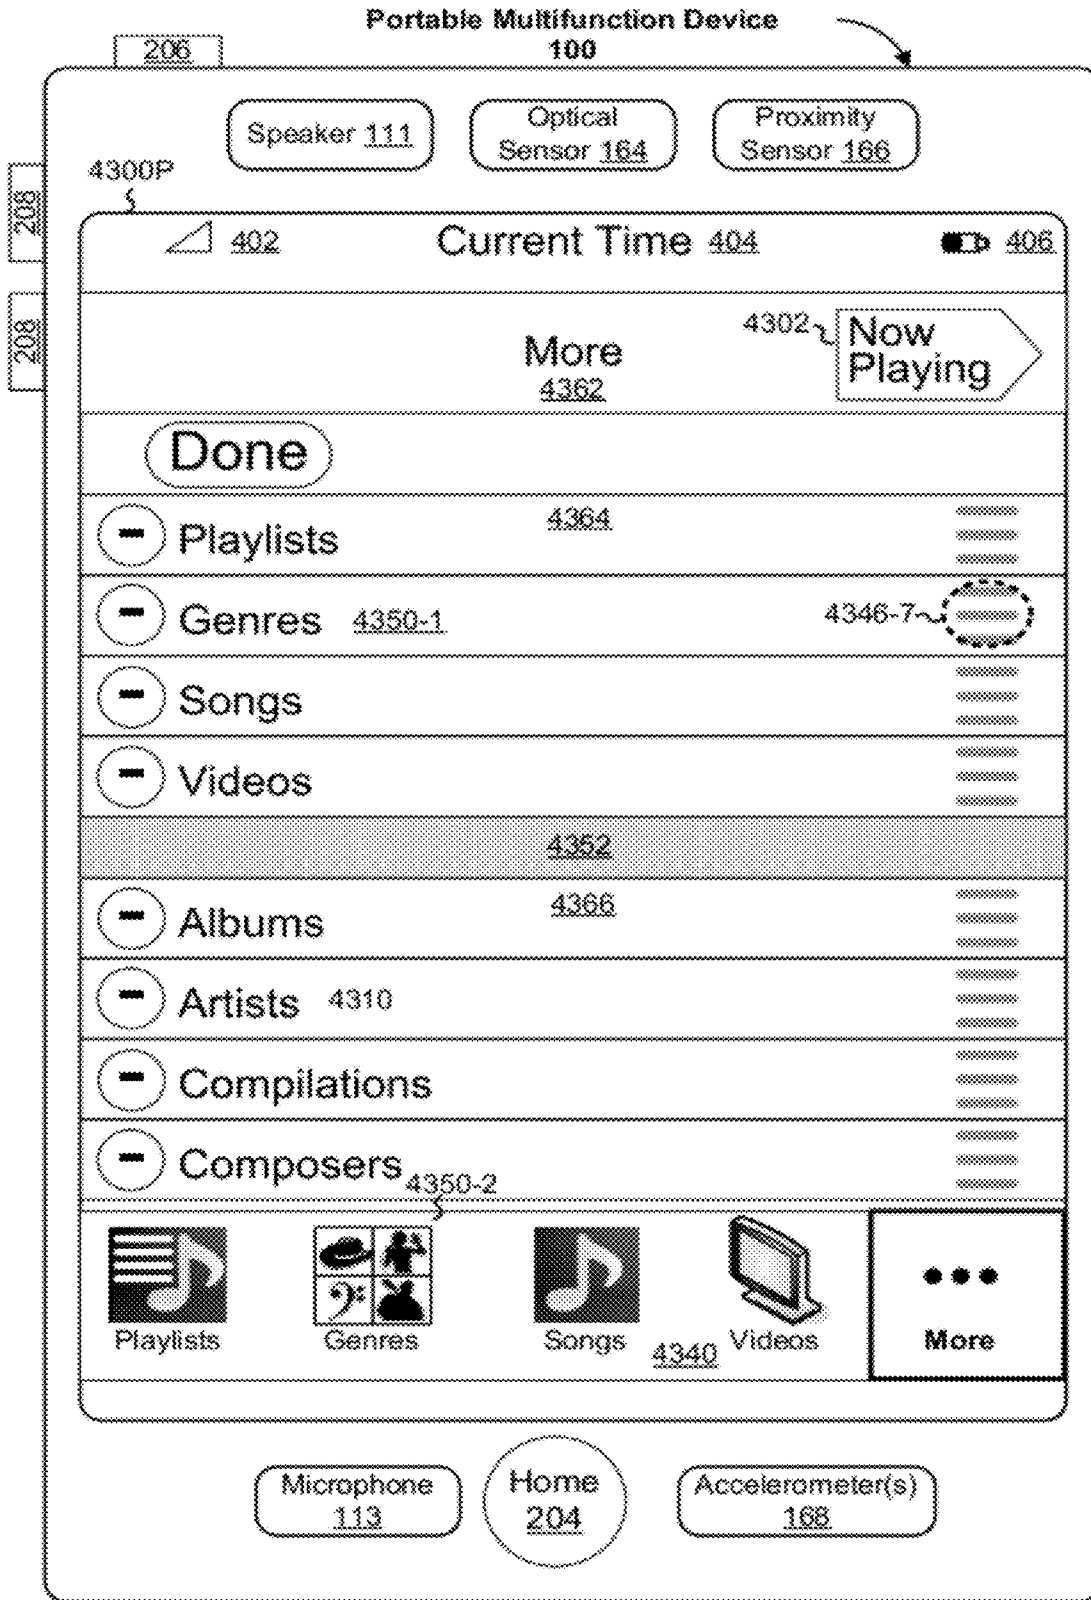 Portable Multifunction Device
100
206
Speaker 111
Optical
Sensor 164
Proximity
Sensor 166
208
208
4300P
402
Current Time 404
406
More
4362
4302
Now
Playing
Done
4364
- Playlists
- Genres 4350-1
4346-7
- Songs
- Videos
4352
4366
- Albums
- Artists 4310
- Compilations
- Composers
4350-2
Playlists
Genres
Songs
4340
Videos
More
Microphone
113
Home
204
Accelerometer(s)
168